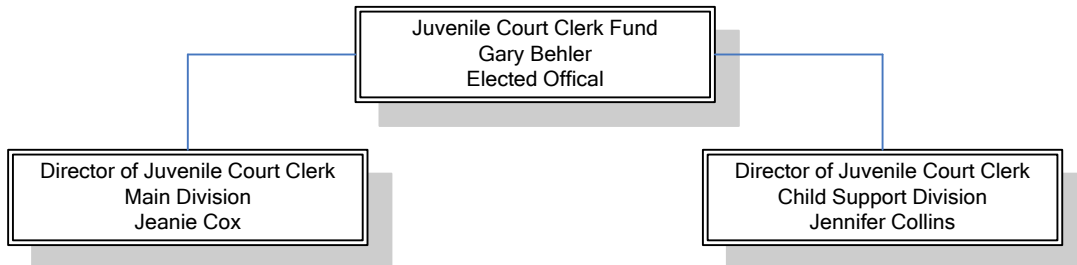 Juvenile Court Clerk Fund
Gary Behler
Elected Offical
Director of Juvenile Court Clerk
Main Division
Jeanie Cox
Director of Juvenile Court Clerk
Child Support Division
Jennifer Collins